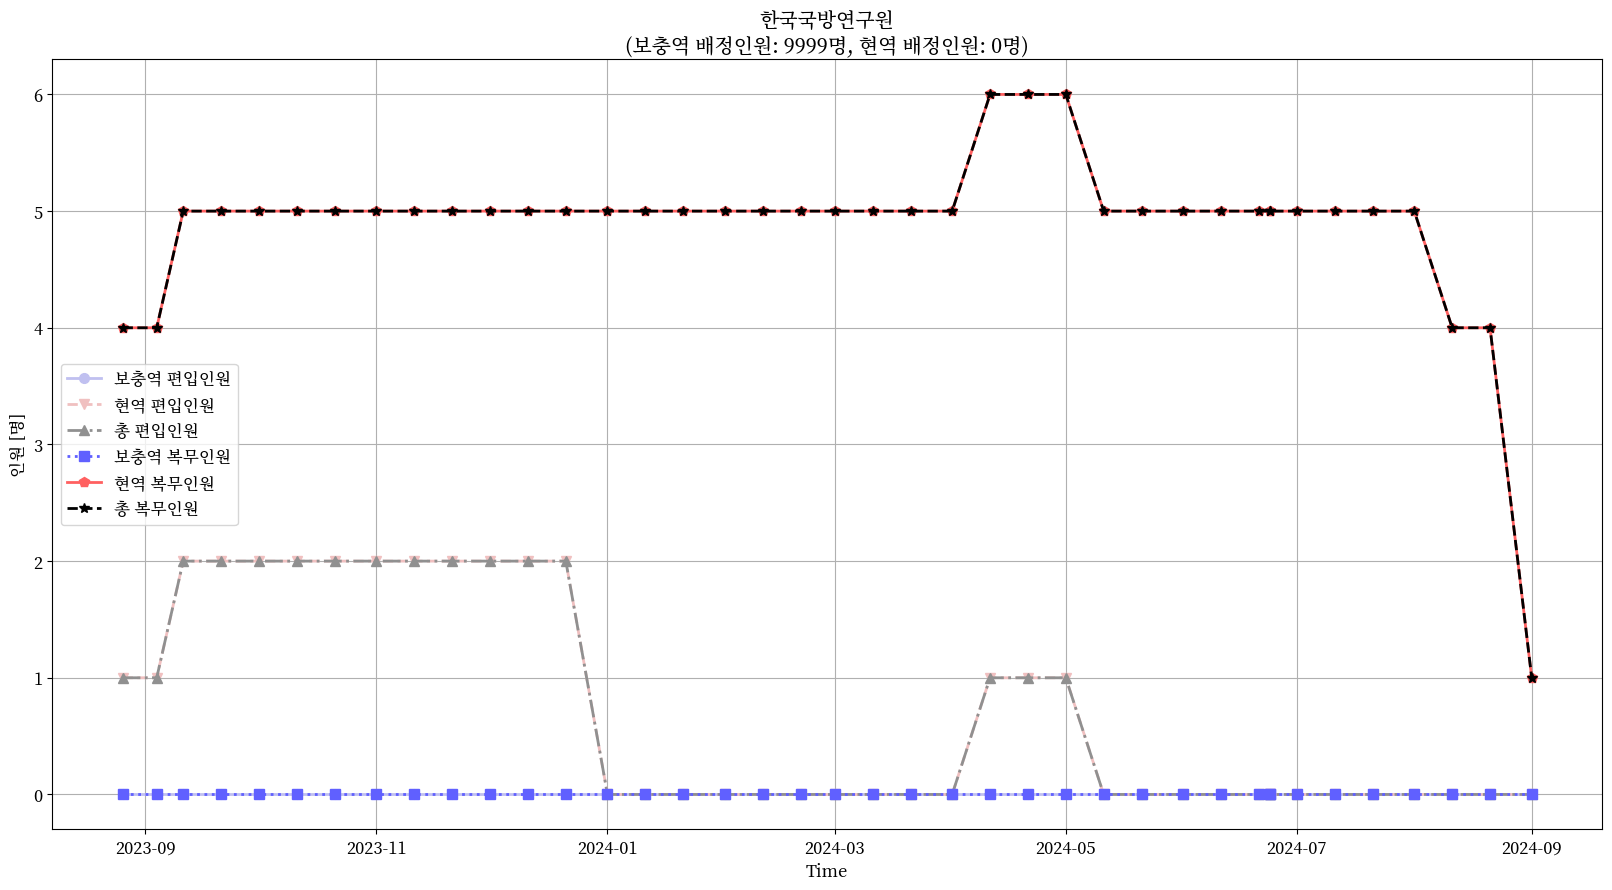 한국국방연구원
(보충역 배정인원: 9999명, 현역 배정인원: 0명)
인원 [명]
6
5
4
3
2
1
0
보충역 편입인원
현역 편입인원
총 편입인원
보충역 복무인원
현역 복무인원
총 복무인원
2023-09
2023-11
2024-01
2024-03
2024-05
2024-07
2024-09
Time